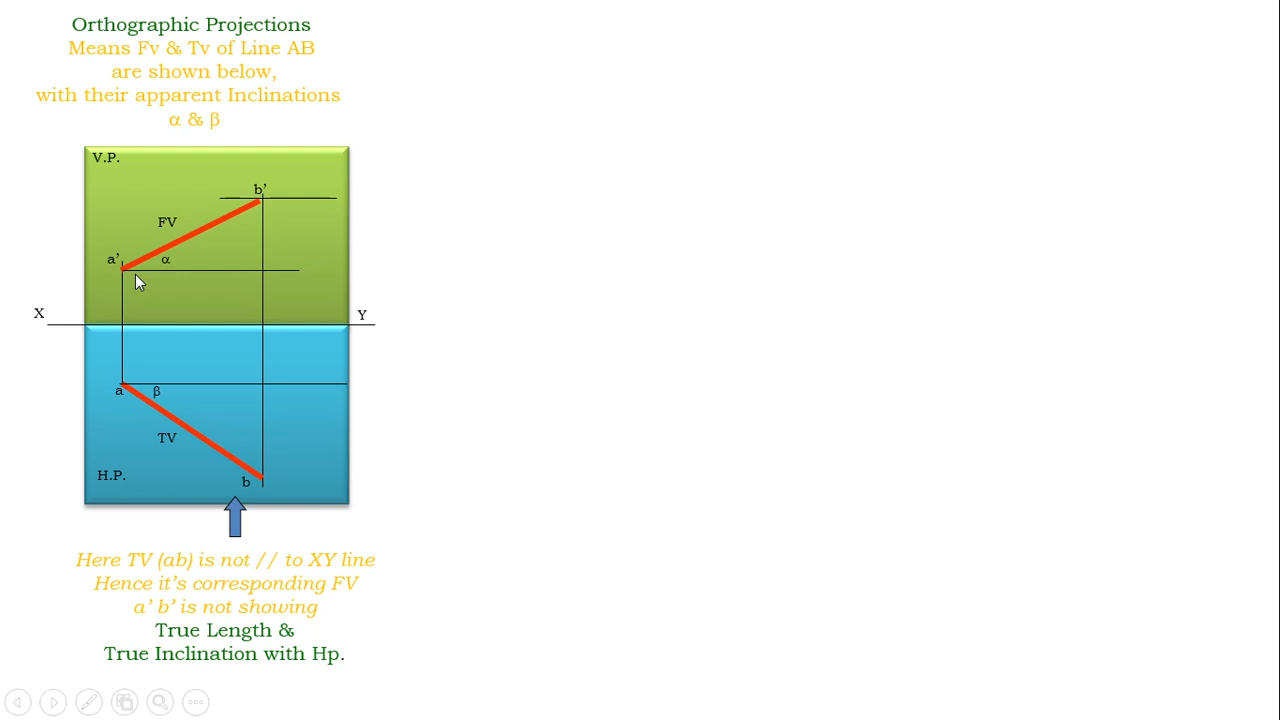 Orthographic Projections
Means Fv & Tv of Line AB
are shown below,
with their apparent Inclinations
α & β
V.P.
b’
FV
a’
α
X
Y
a
β
TV
H.P.
b
Here TV (ab) is not // to XY line
Hence it’s corresponding FV
a’ b’ is not showing
True Length &
True Inclination with Hp.